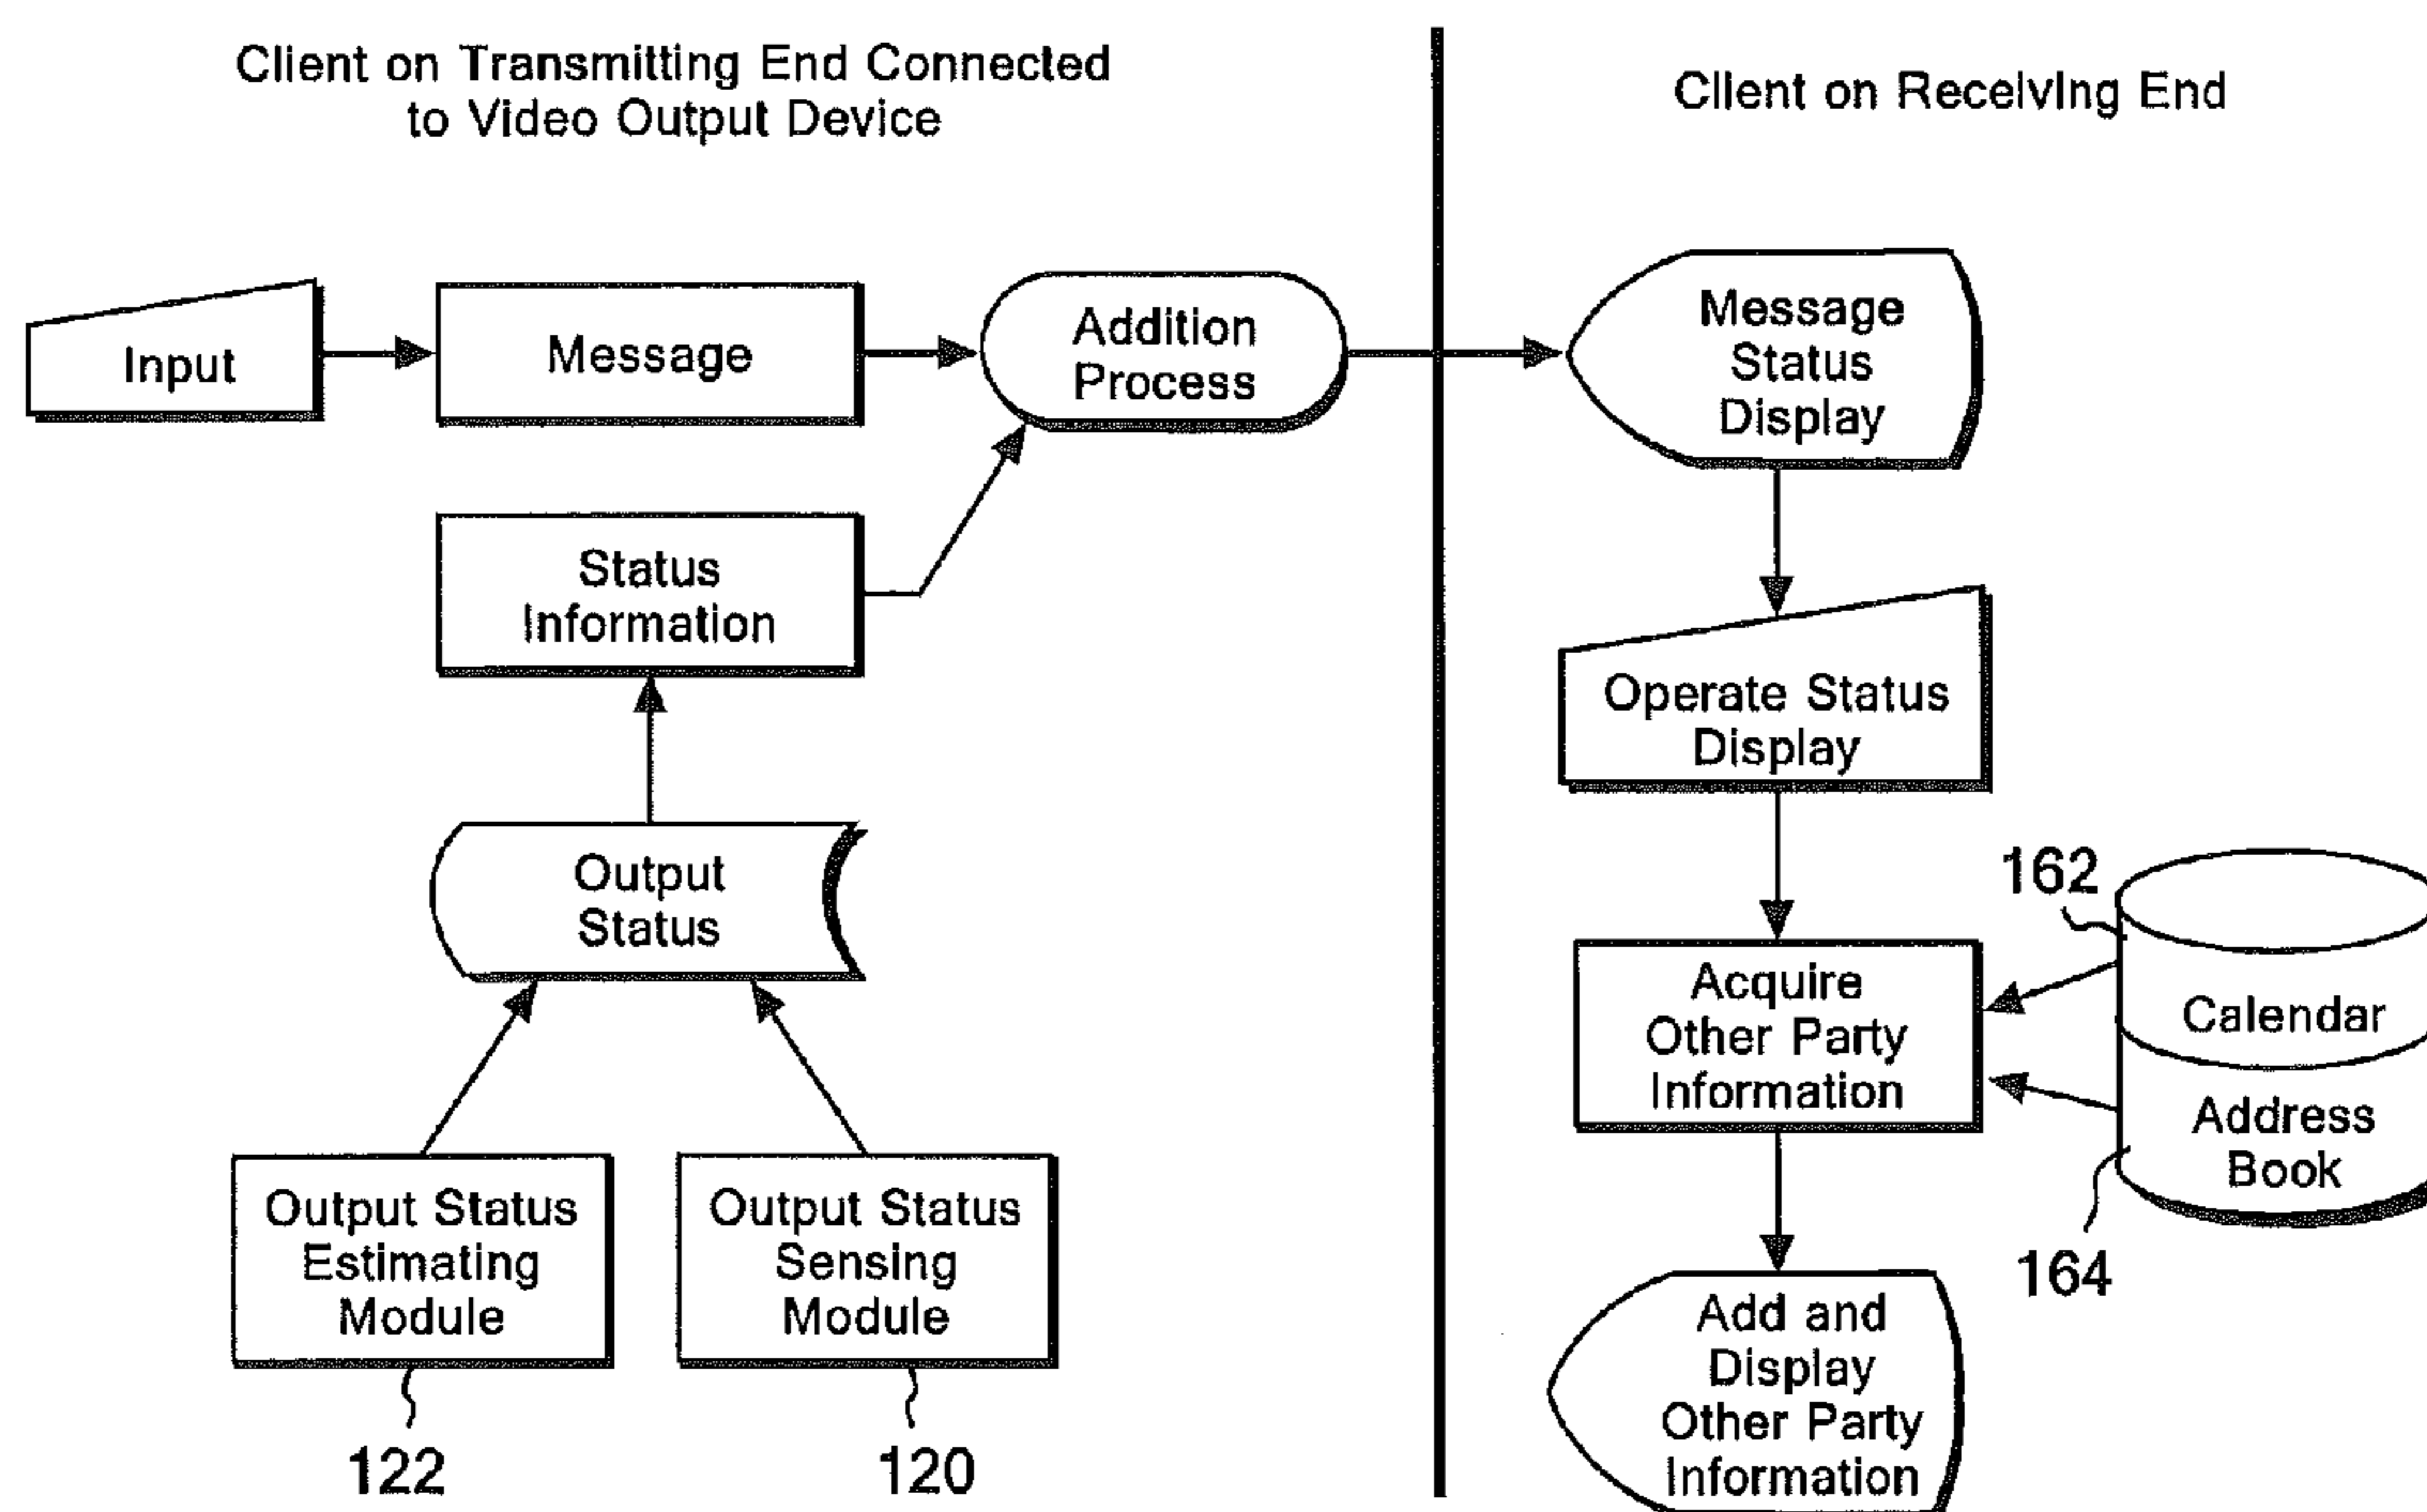 Client on Transmitting End Connected
to Video Output Device
Client on Receiving End
Input
Message
Addition
Process
Message
Status
Display
Status
Information
Operate Status
Display
Output
Status
162
Acquire
Other Party
Information
Calendar
Address
Book
164
Output Status
Estimating
Module
Output Status
Sensing
Module
Add and
Display
Other Party
Information
122
120